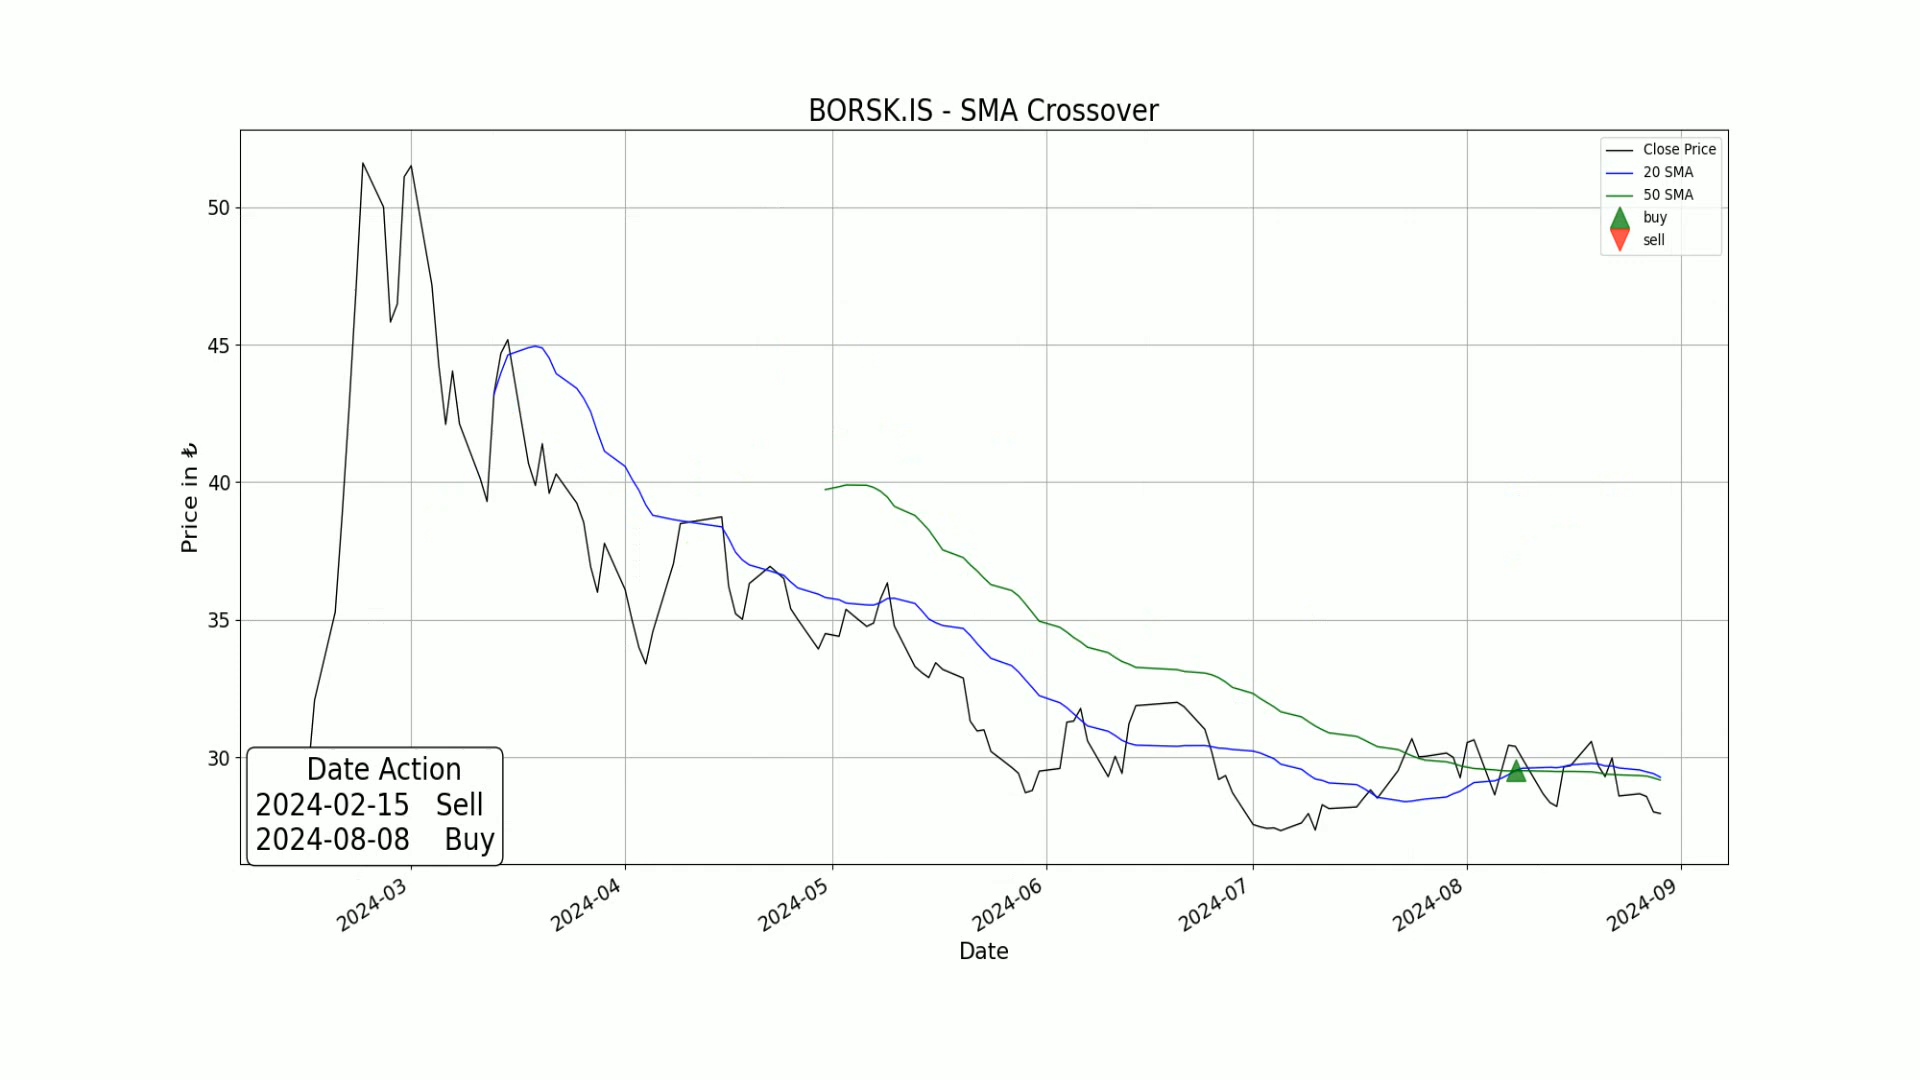 BORSK.IS - SMA Crossover
Close Price
20 SMA
50 SMA
buy
sell
50
45
40
35
30
Price in ₺
Date Action
2024-02-15 Sell
2024-08-08 Buy
2024-03
2024-04
2024-05
2024-06
2024-07
2024-08
2024-09
Date